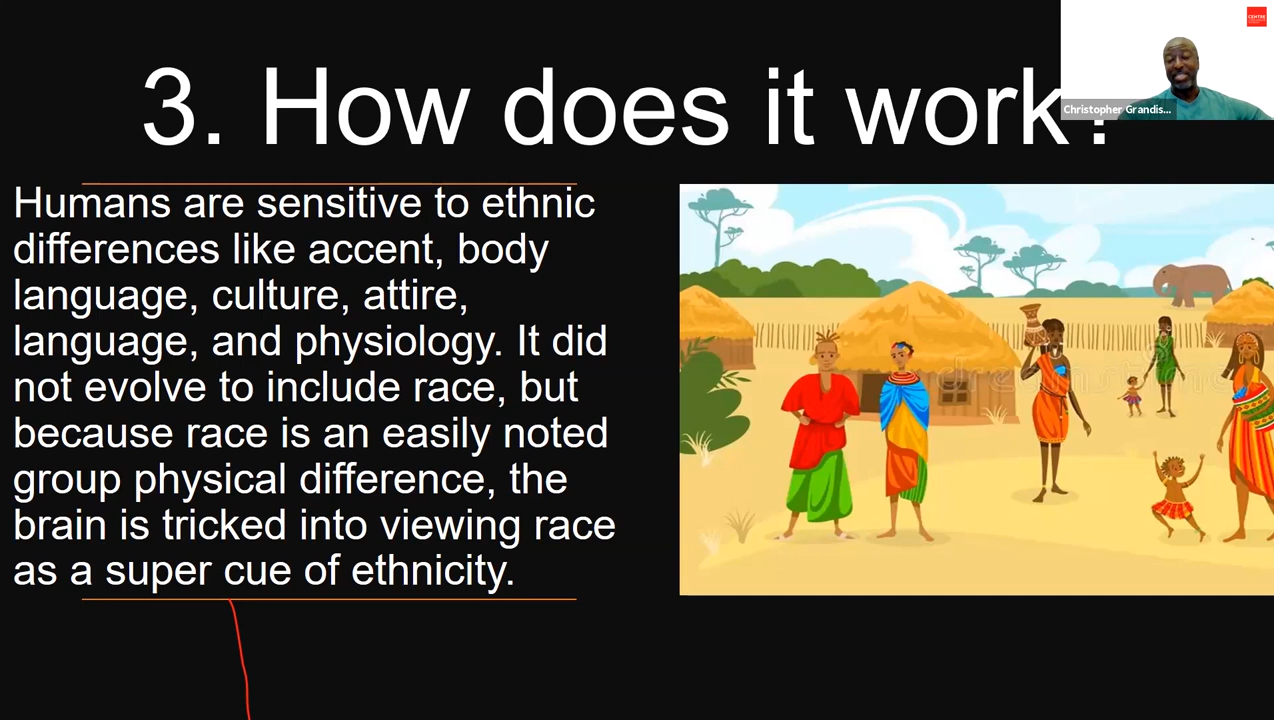 CENTRE
3. How does it work?
Christopher Grandis...
Humans are sensitive to ethnic
differences like accent, body
language, culture, attire,
language, and physiology. It did
not evolve to include race, but
because race is an easily noted
group physical difference, the
brain is tricked into viewing race
as a super cue of ethnicity.